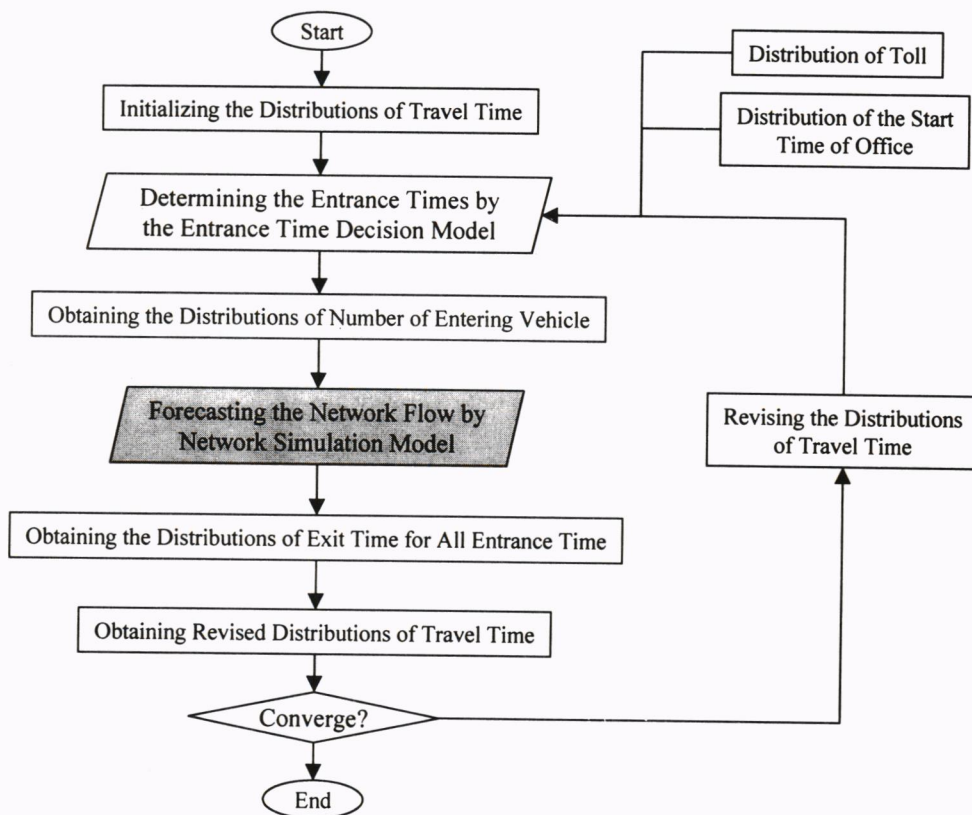 Start
Initializing the Distributions of Travel Time
Determining the Entrance Times by
the Entrance Time Decision Model
Obtaining the Distributions of Number of Entering Vehicle
Forecasting the Network Flow by
Network Simulation Model
Obtaining the Distributions of Exit Time for All Entrance Time
Obtaining Revised Distributions of Travel Time
Converge?
End
Distribution of Toll
Distribution of the Start
Time of Office
Revising the Distributions
of Travel Time